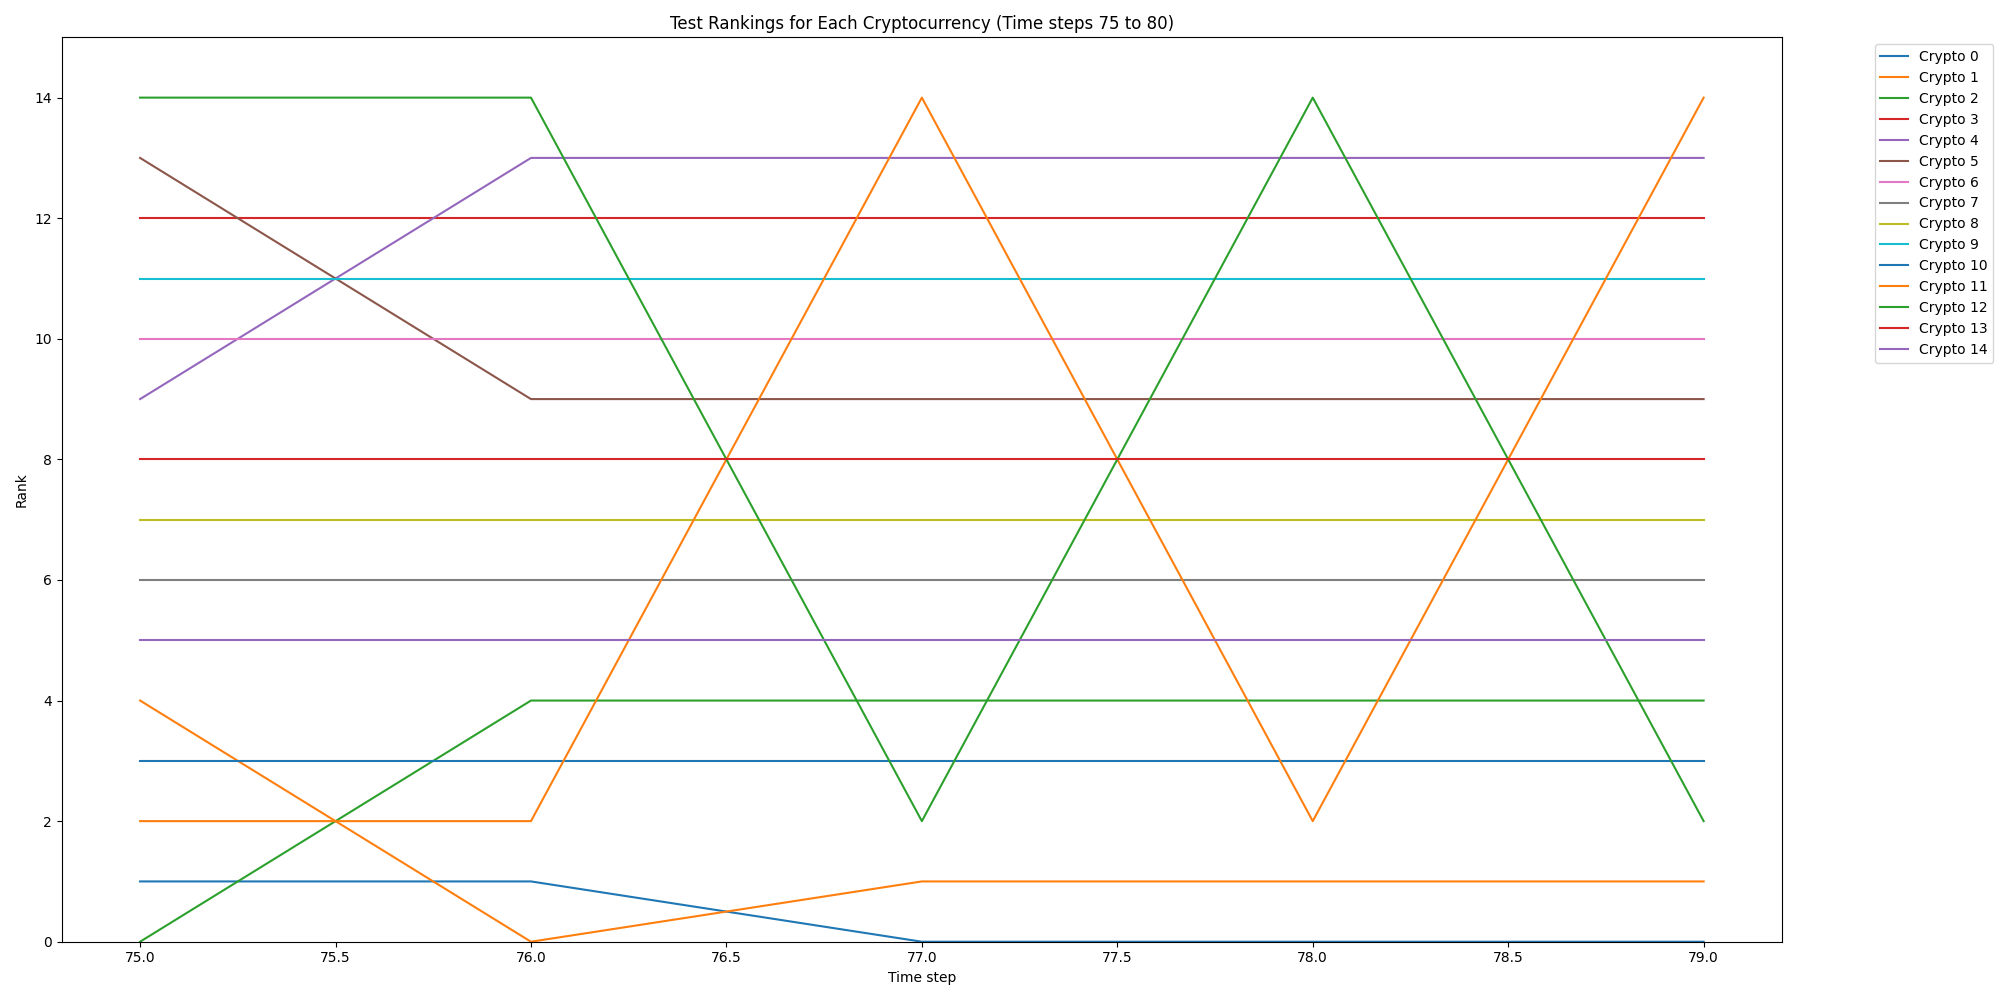 Test Rankings for Each Cryptocurrency (Time steps 75 to 80)
Rank
14
12
10
8
6
4
2
0
75.0
75.5
76.0
76.5
77.0
77.5
78.0
78.5
79.0
Time step
Crypto 0
Crypto 1
Crypto 2
Crypto 3
Crypto 4
Crypto 5
Crypto 6
Crypto 7
Crypto 8
Crypto 9
Crypto 10
Crypto 11
Crypto 12
Crypto 13
Crypto 14